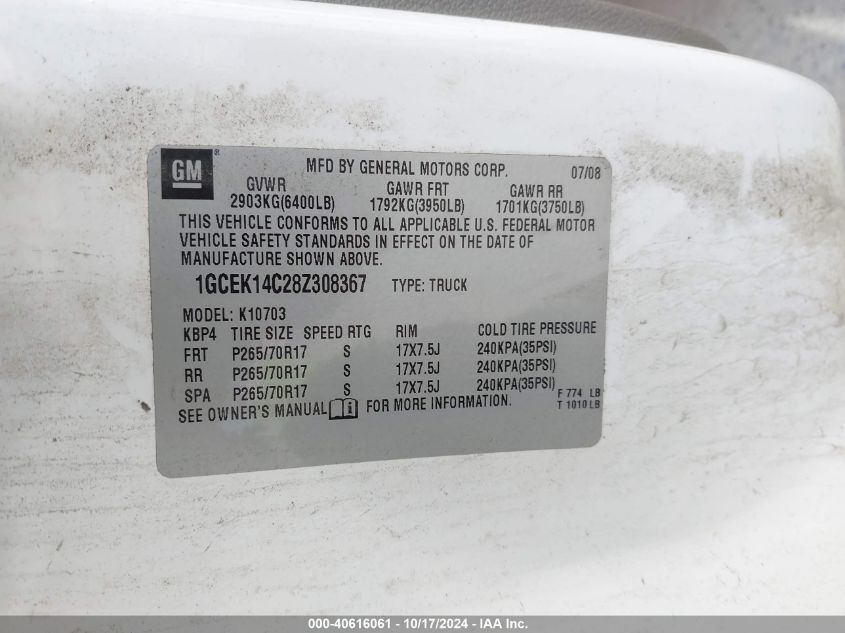 GM ® MFD BY GENERAL MOTORS CORP. 07/08
GVWR GAWR FRT GAWR RR
2903KG(6400LB) 1792KG(3950LB) 1701KG(3750LB)
THIS VEHICLE CONFORMS TO ALL APPLICABLE U.S. FEDERAL MOTOR
VEHICLE SAFETY STANDARDS IN EFFECT ON THE DATE OF
MANUFACTURE SHOWN ABOVE.
1GCEK14C28Z308367 TYPE: TRUCK
MODEL: K10703
KBP4 TIRE SIZE SPEED RTG RIM COLD TIRE PRESSURE
FRT P265/70R17 S 17X7.5J 240KPA(35PSI)
RR P265/70R17 S 17X7.5J 240KPA(35PSI)
SPA P265/70R17 S 17X7.5J 240KPA(35PSI)
F 774 LB
SEE OWNER'S MANUAL i FOR MORE INFORMATION. T 1010 LB
000-40616061 - 10/17/2024 - IAA Inc.